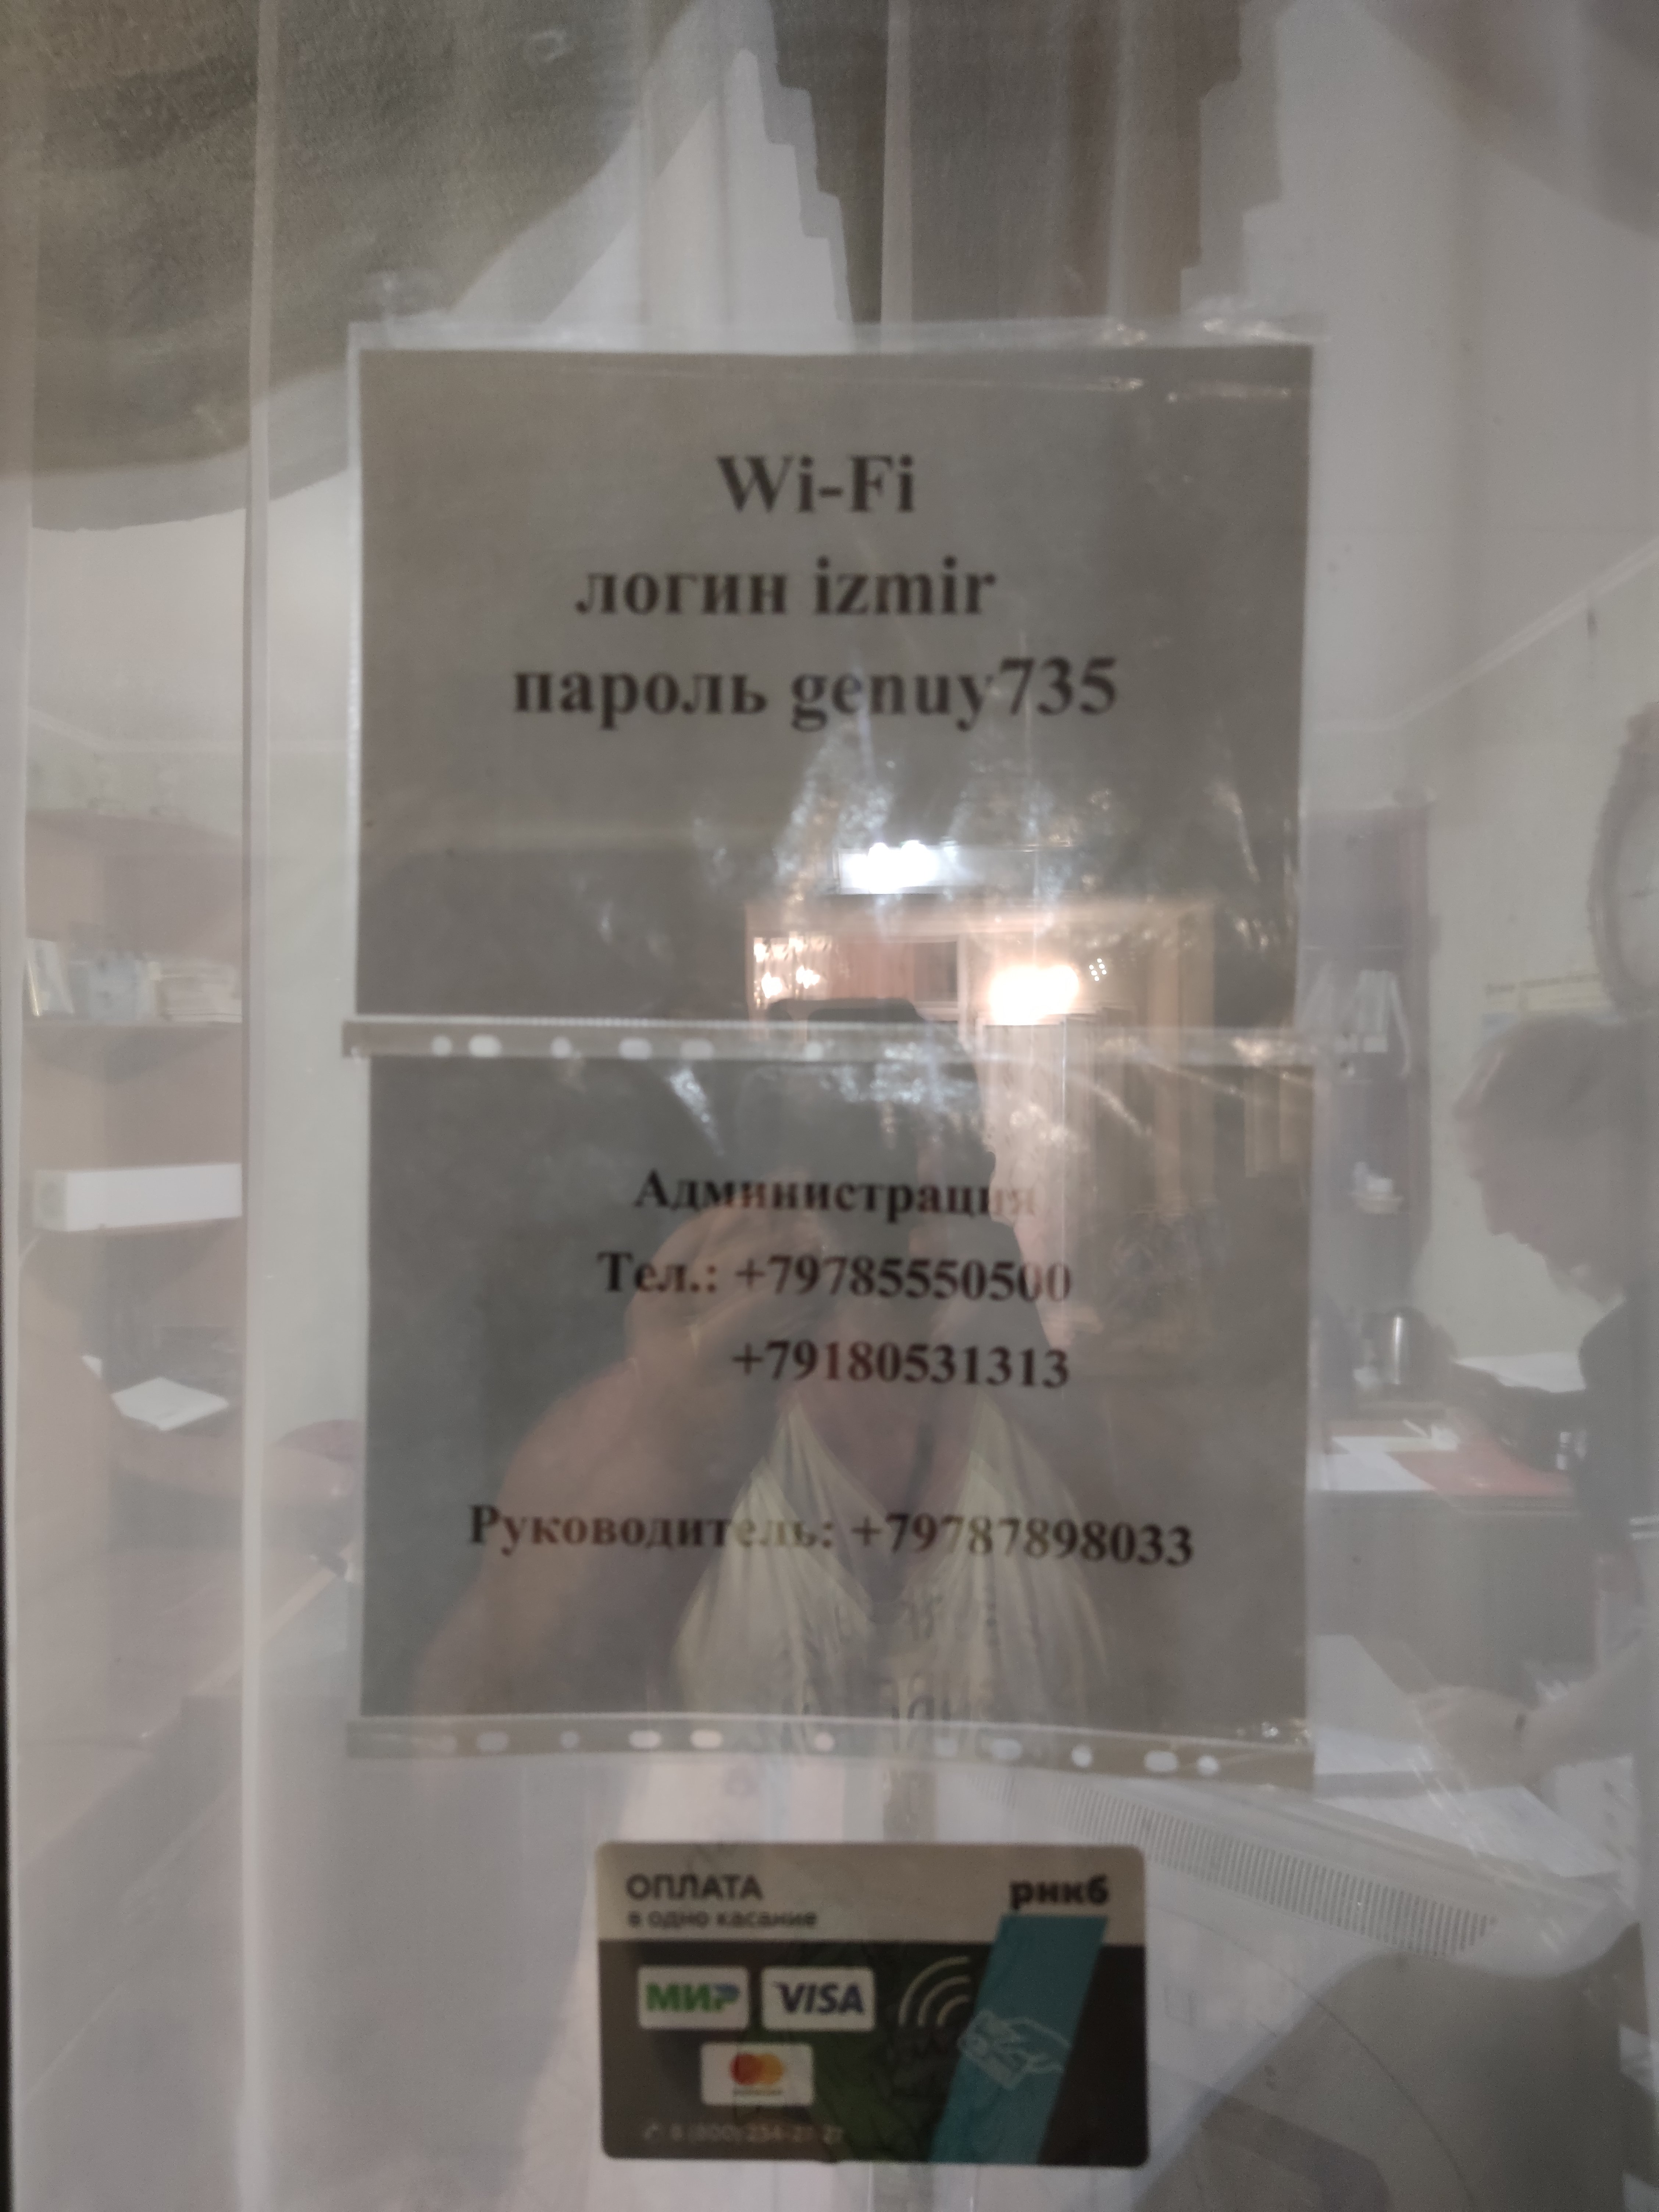 Wi-Fi
логин izmir
пароль genuy735
Администрация
Тел.: +79785550500
+79180531313
Руководитель: +79787898033
ОПЛАТА
в одно касание
рнкб
МИР
VISA